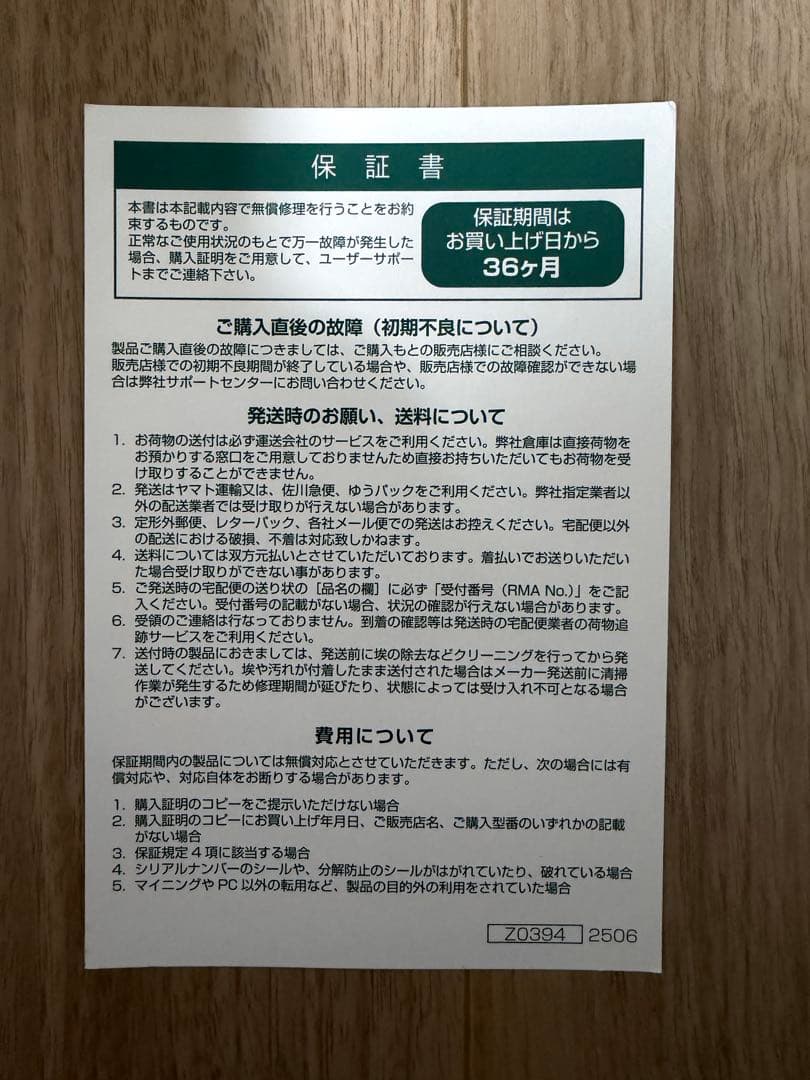 保証書
本書は本記載内容で無償修理を行うことをお約
束するものです。
正常なご使用状況のもとで万一故障が発生した
場合、購入証明をご用意して、ユーザーサポー
トまでご連絡下さい。
保証期間は
お買い上げ日から
36ヶ月
ご購入直後の故障（初期不良について）
製品ご購入直後の故障につきましては、ご購入もとの販売店様にご相談ください。
販売店様での初期不良期間が終了している場合や、販売店様での故障確認ができない場
合は弊社サポートセンターにお問い合わせください。
発送時のお願い、送料について
1. お荷物の送付は必ず運送会社のサービスをご利用ください。弊社倉庫は直接荷物を
お預かりする窓口をご用意しておりませんため直接お持ちいただいてもお荷物を受
け取りすることができません。
2. 発送はヤマト運輸又は、佐川急便、ゆうパックをご利用ください。弊社指定業者以
外の配送業者では受け取りが行えない場合があります。
3. 定形外郵便、レターパック、各社メール便での発送はお控えください。宅配便以外
の配送における破損、不着は対応致しかねます。
4. 送料については双方元払いとさせていただいております。着払いでお送りいただい
た場合受け取りができない事があります。
5. ご発送時の宅配便の送り状の［品名の欄］に必ず「受付番号（RMA No.）」をご記
入ください。受付番号の記載がない場合、状況の確認が行えない場合があります。
6. 受領のご連絡は行なっておりません。到着の確認等は発送時の宅配便業者の荷物追
跡サービスをご利用ください。
7. 送付時の製品におきましては、発送前に埃の除去などクリーニングを行ってから発
送してください。埃や汚れが付着したまま送付された場合はメーカー発送前に清掃
作業が発生するため修理期間が延びたり、状態によっては受け入れ不可となる場合
がございます。
費用について
保証期間内の製品については無償対応とさせていただきます。ただし、次の場合には有
償対応や、対応自体をお断りする場合があります。
1. 購入証明のコピーをご提示いただけない場合
2. 購入証明のコピーにお買い上げ年月日、ご販売店名、ご購入型番のいずれかの記載
がない場合
3. 保証規定4項に該当する場合
4. シリアルナンバーのシールや、分解防止のシールがはがれていたり、破れている場合
5. マイニングやPC以外の転用など、製品の目的外の利用をされていた場合
Z0394 2506